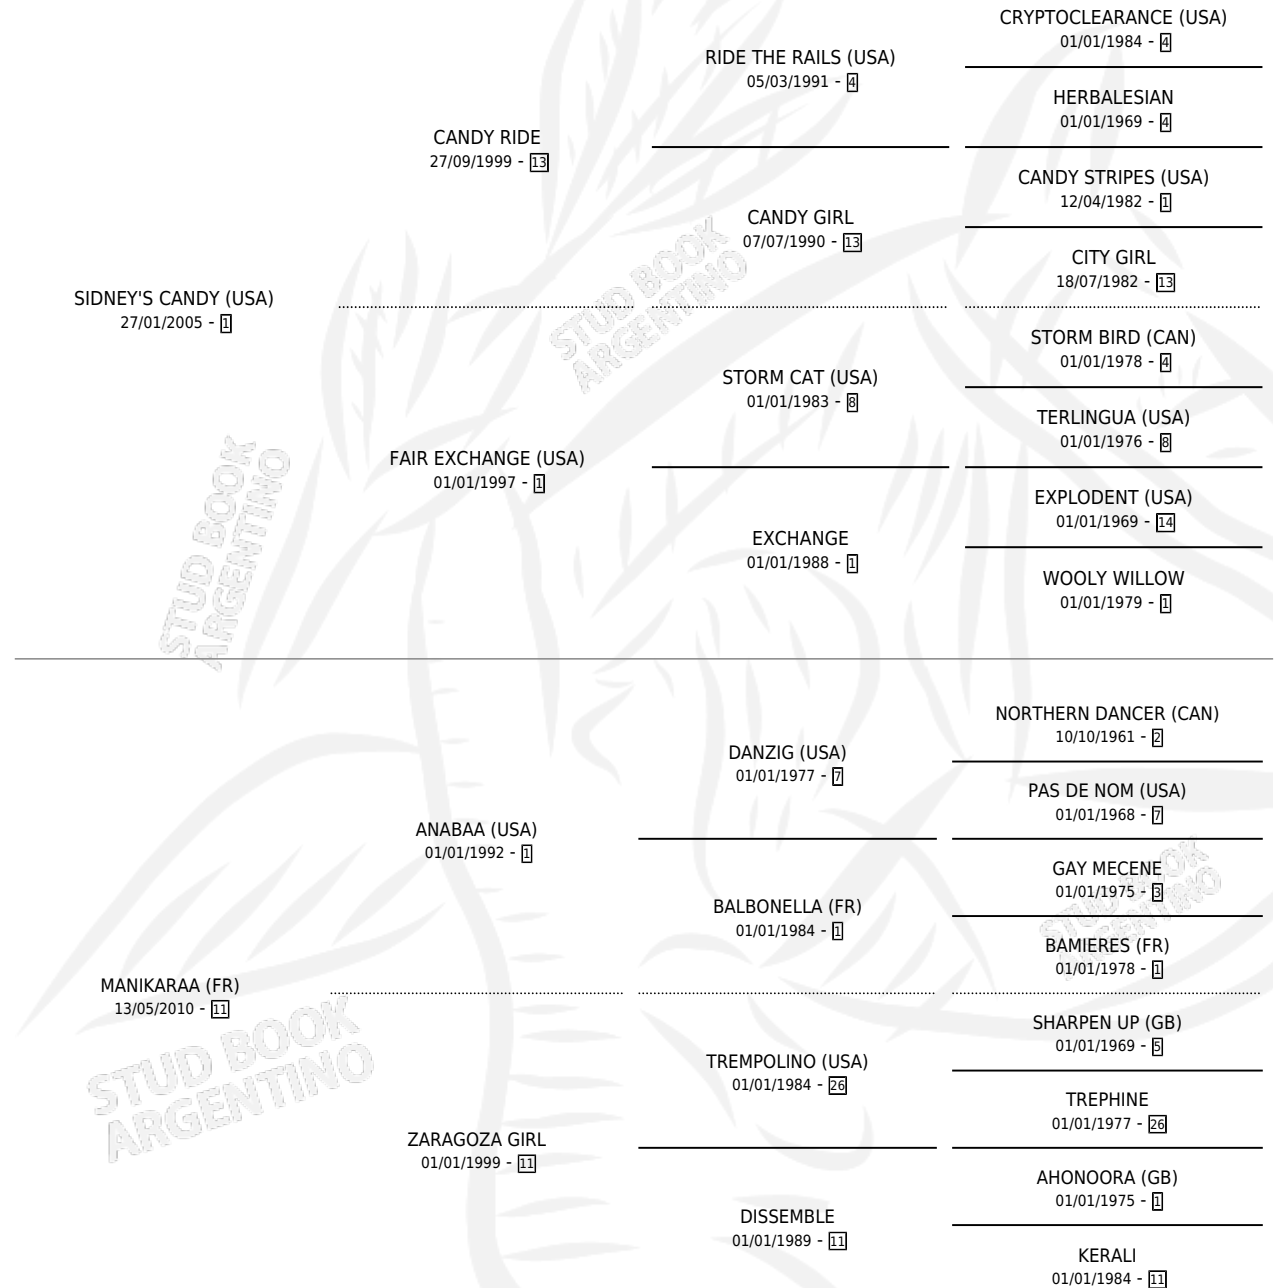 CRYPTOCLEARANCE (USA)
01/01/1984 - 4
RIDE THE RAILS (USA)
05/03/1991 - 4
HERBALESIAN
01/01/1969 - 4
CANDY RIDE
27/09/1999 - 13
CANDY STRIPES (USA)
12/04/1982 - 1
CANDY GIRL
07/07/1990 - 13
CITY GIRL
18/07/1982 - 13
SIDNEY'S CANDY (USA)
27/01/2005 - 1
STORM BIRD (CAN)
01/01/1978 - 4
STORM CAT (USA)
01/01/1983 - 8
TERLINGUA (USA)
01/01/1976 - 8
FAIR EXCHANGE (USA)
01/01/1997 - 1
EXPLODENT (USA)
01/01/1969 - 14
EXCHANGE
01/01/1988 - 1
WOOLY WILLOW
01/01/1979 - 1
STUD BOOK
ARGENTINO
STUD BOOK
ARGENTINO
NORTHERN DANCER (CAN)
10/10/1961 - 2
DANZIG (USA)
01/01/1977 - 7
PAS DE NOM (USA)
01/01/1968 - 7
ANABAA (USA)
01/01/1992 - 1
GAY MECENE
01/01/1975 - 3
BALBONELLA (FR)
01/01/1984 - 1
BAMIERES (FR)
01/01/1978 - 1
MANIKARAA (FR)
13/05/2010 - 11
SHARPEN UP (GB)
01/01/1969 - 5
TREMPOLINO (USA)
01/01/1984 - 26
TREPHINE
01/01/1977 - 26
ZARAGOZA GIRL
01/01/1999 - 11
AHONOORA (GB)
01/01/1975 - 1
DISSEMBLE
01/01/1989 - 11
KERALI
01/01/1984 - 11
STUD BOOK
ARGENTINO
STUD BOOK
ARGENTINO